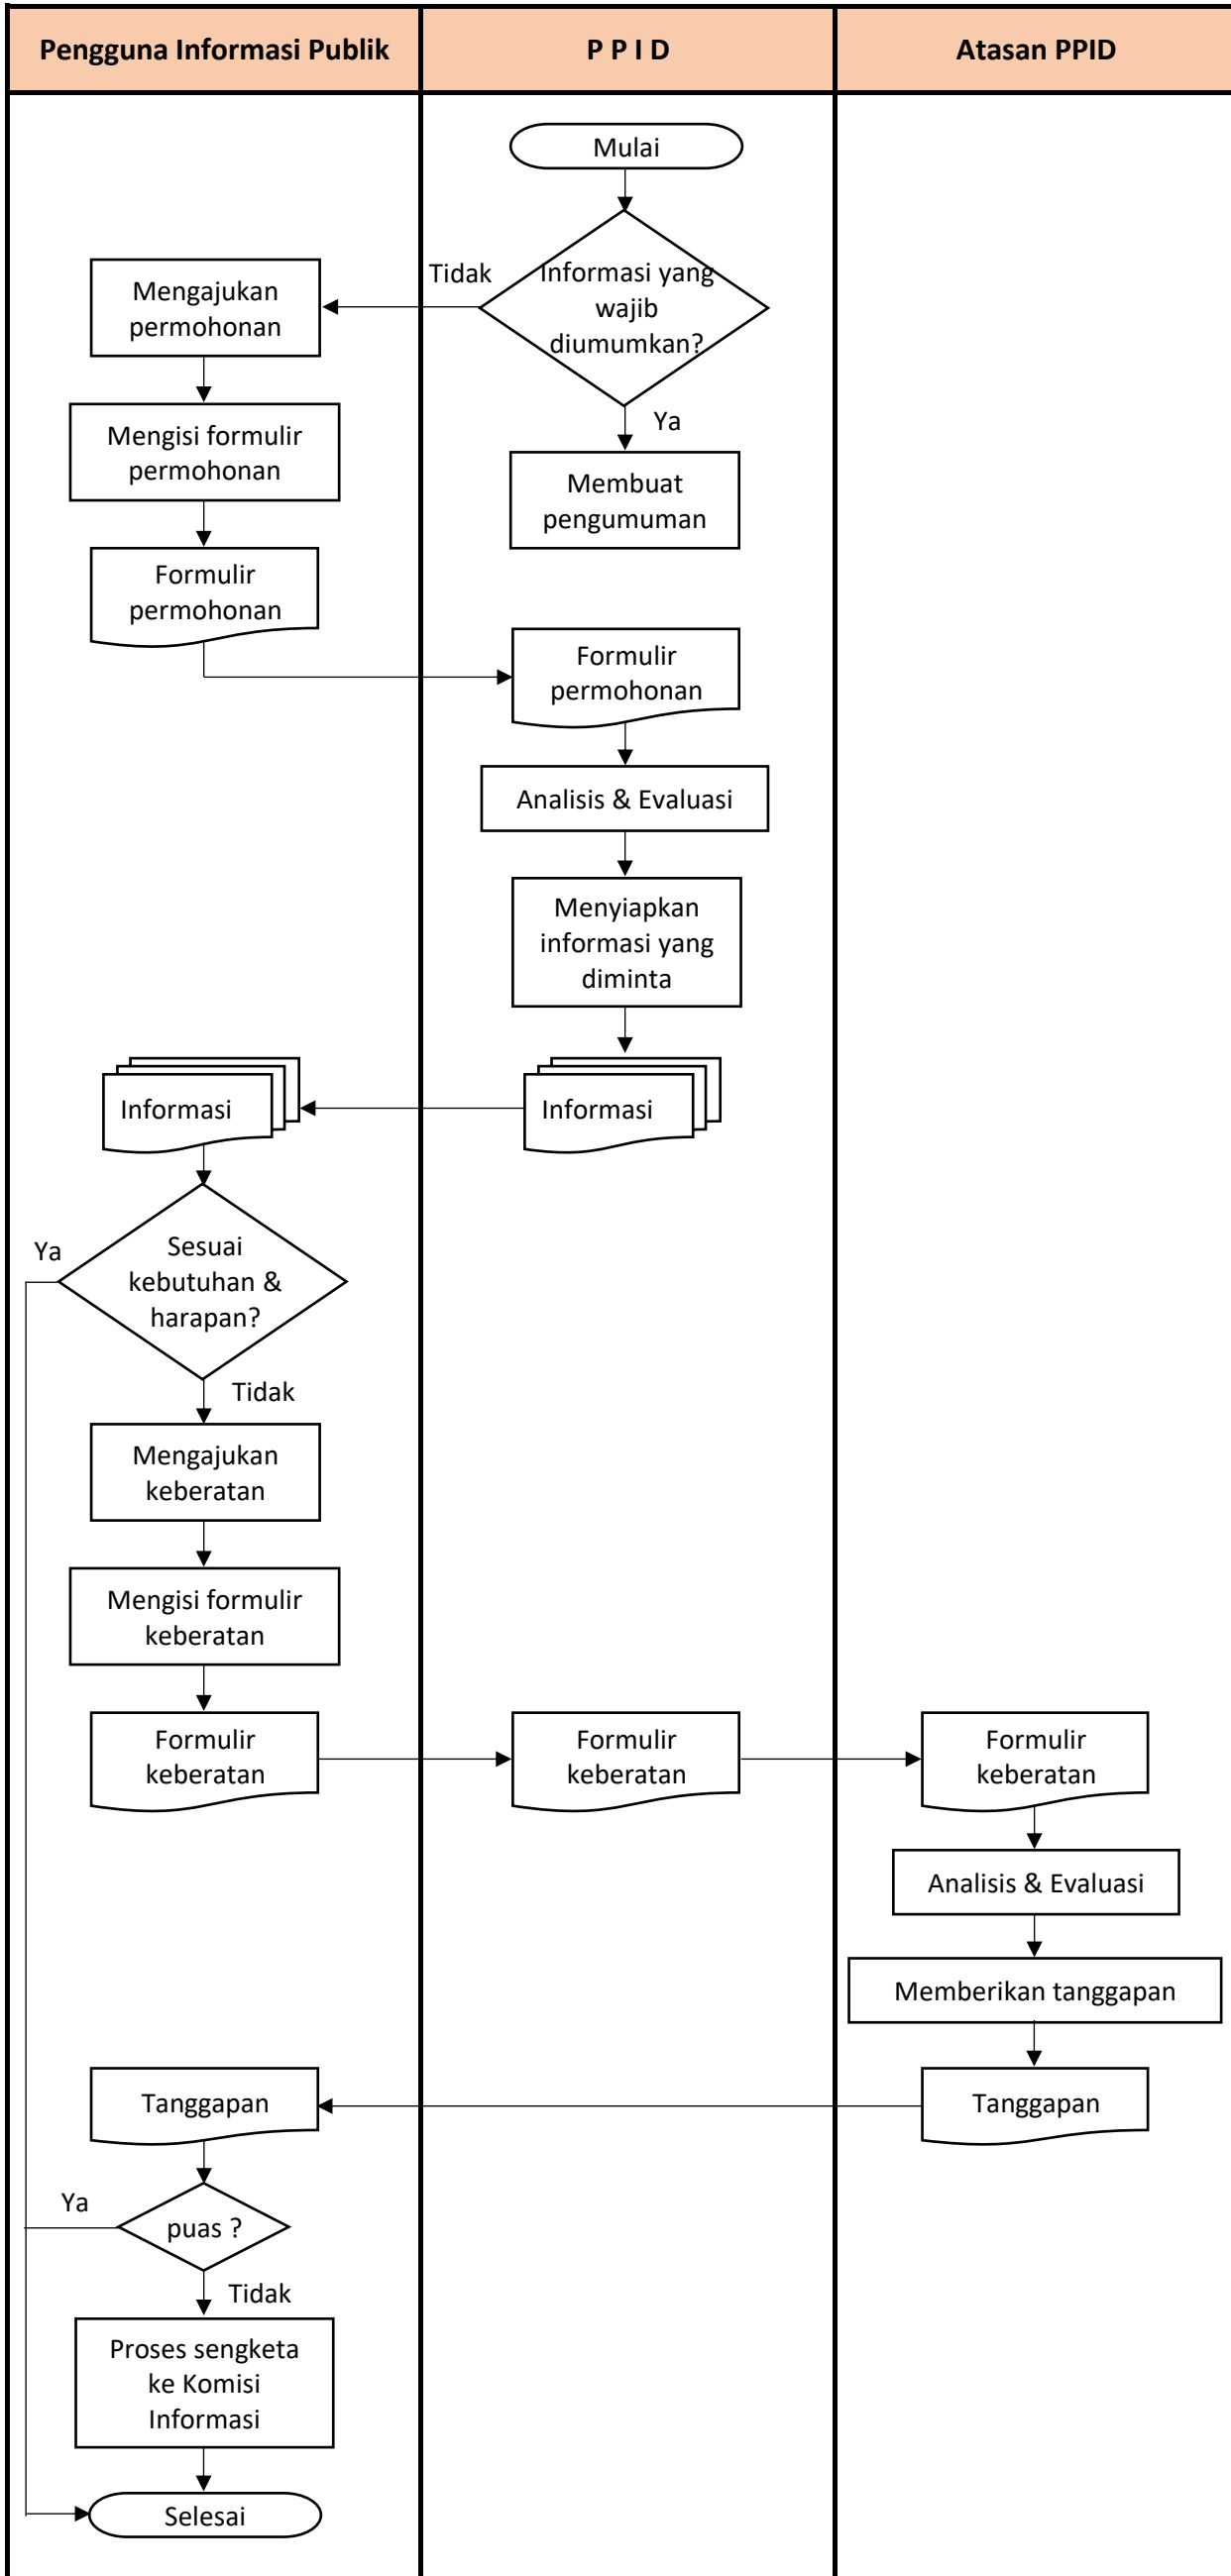 Pengguna Informasi Publik
P P I D
Atasan PPID
Mulai
Informasi yang
wajib
diumumkan?
Tidak
Mengajukan
permohonan
Ya
Mengisi formulir
permohonan
Membuat
pengumuman
Formulir
permohonan
Formulir
permohonan
Analisis & Evaluasi
Menyiapkan
informasi yang
diminta
Informasi
Informasi
Sesuai
kebutuhan &
harapan?
Ya
Tidak
Mengajukan
keberatan
Mengisi formulir
keberatan
Formulir
keberatan
Formulir
keberatan
Formulir
keberatan
Analisis & Evaluasi
Memberikan tanggapan
Tanggapan
Tanggapan
Ya
puas ?
Tidak
Proses sengketa
ke Komisi
Informasi
Selesai